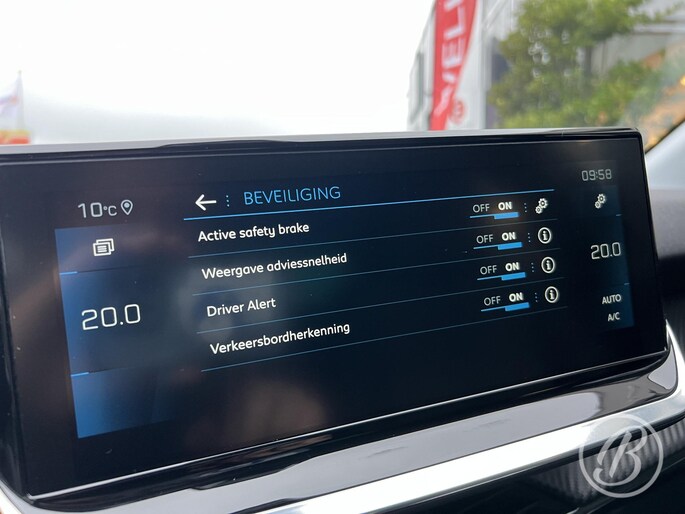 VELI
10°C
BEVEILIGING
09:58
Active safety brake
OFF ON
Weergave adviessnelheid
OFF ON
20.0
20.0
Driver Alert
OFF ON
Verkeersbordherkenning
OFF ON
AUTO
A/C
B